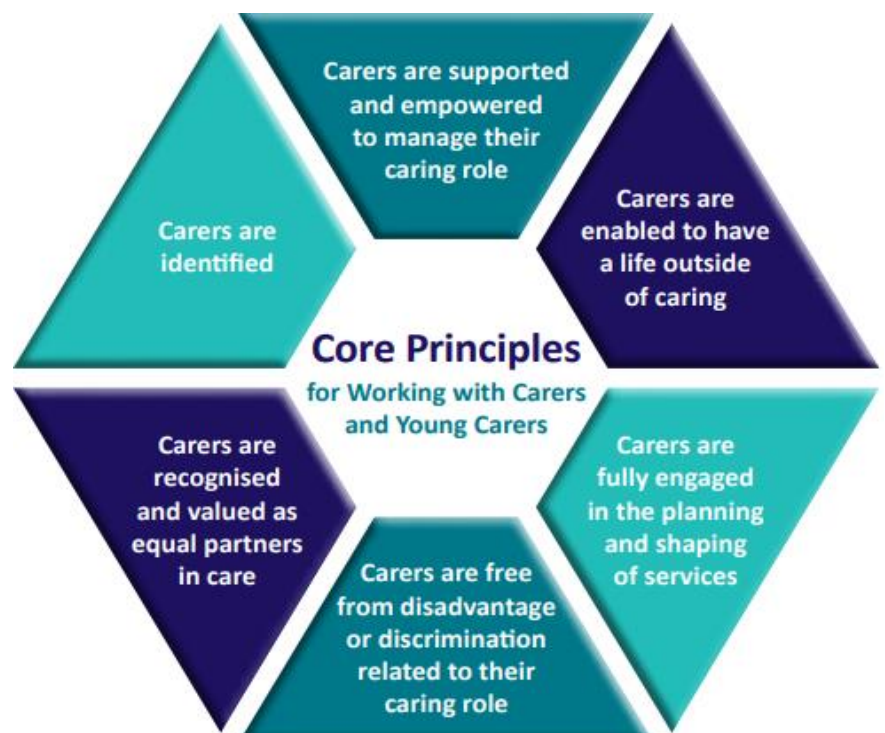 Carers are supported
and empowered
to manage their
caring role
Carers are
identified
Carers are
enabled to have
a life outside
of caring
Core Principles
for Working with Carers
and Young Carers
Carers are
recognised
and valued as
equal partners
in care
Carers are
fully engaged
in the planning
and shaping
of services
Carers are free
from disadvantage
or discrimination
related to their
caring role